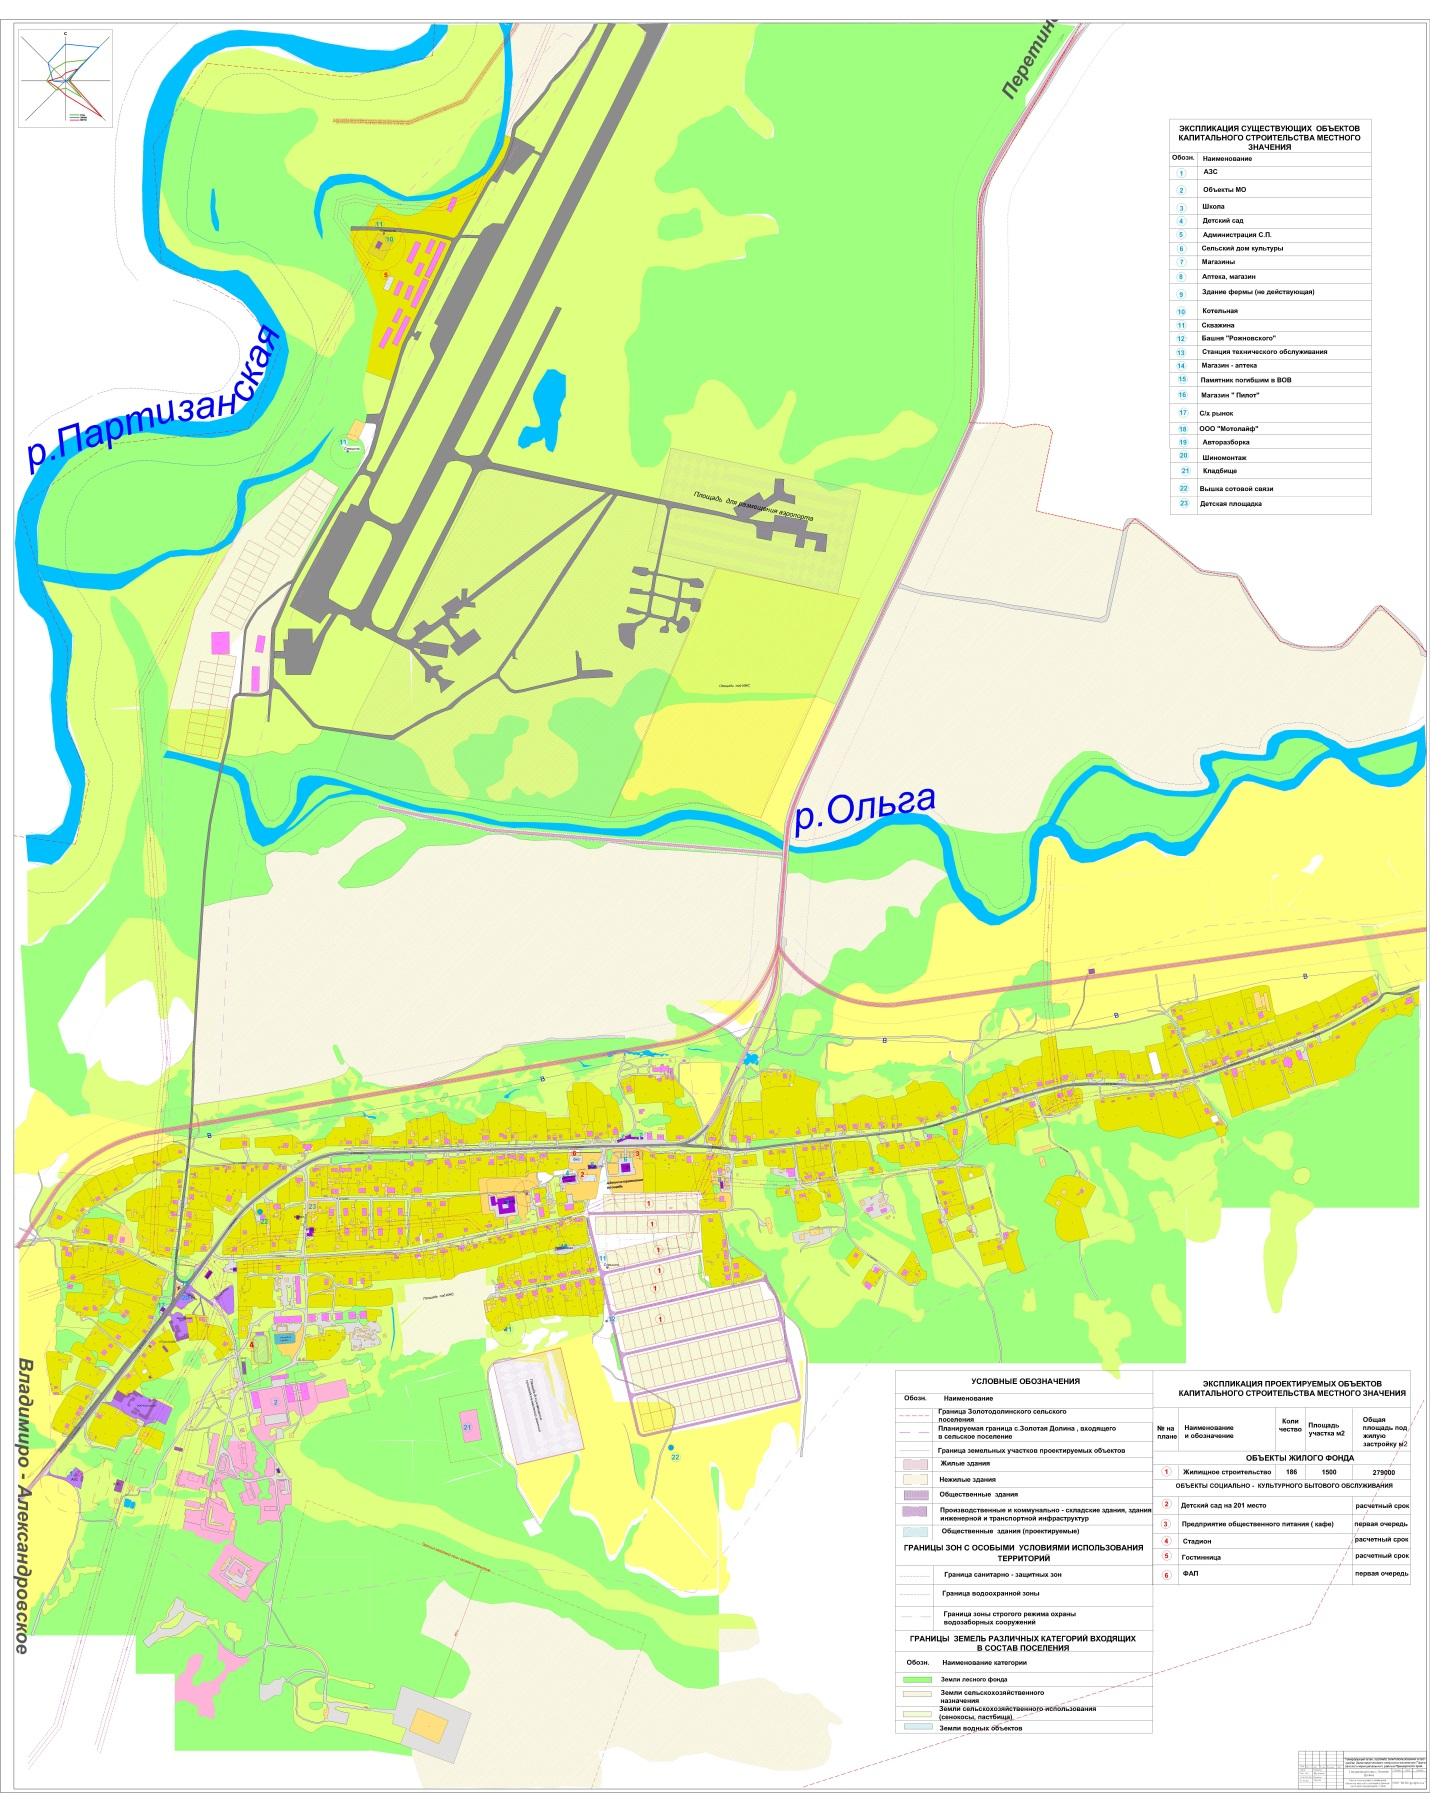 С
Перетино
р.Партизанская
р.Ольга
Владимиро - Александровское
Площадь для размещения аэропорта
ЭКСПЛИКАЦИЯ СУЩЕСТВУЮЩИХ ОБЪЕКТОВ
КАПИТАЛЬНОГО СТРОИТЕЛЬСТВА МЕСТНОГО
ЗНАЧЕНИЯ
Обозн. Наименование
1 АЗС
2 Объекты МО
3 Школа
4 Детский сад
5 Администрация С.П.
6 Сельский дом культуры
7 Магазины
8 Аптека, магазин
9 Здание фермы (не действующая)
10 Котельная
11 Скважина
12 Башня "Рожновского"
13 Станция технического обслуживания
14 Магазин - аптека
15 Памятник погибшим в ВОВ
16 Магазин " Пилот"
17 С/х рынок
18 ООО "Мотолайф"
19 Авторазборка
20 Шиномонтаж
21 Кладбище
22 Вышка сотовой связи
23 Детская площадка
УСЛОВНЫЕ ОБОЗНАЧЕНИЯ
Обозн. Наименование
Граница Золотодолинского сельского
поселения
Планируемая граница с.Золотая Долина , входящего
в сельское поселение
Граница земельных участков проектируемых объектов
Жилые здания
Нежилые здания
Общественные здания
Производственные и коммунально - складские здания, здания
инженерной и транспортной инфраструктур
Общественные здания (проектируемые)
ГРАНИЦЫ ЗОН С ОСОБЫМИ УСЛОВИЯМИ ИСПОЛЬЗОВАНИЯ
ТЕРРИТОРИЙ
Граница санитарно - защитных зон
Граница водоохранной зоны
Граница зоны строгого режима охраны
водозаборных сооружений
ГРАНИЦЫ ЗЕМЕЛЬ РАЗЛИЧНЫХ КАТЕГОРИЙ ВХОДЯЩИХ
В СОСТАВ ПОСЕЛЕНИЯ
Обозн. Наименование категории
Земли лесного фонда
Земли сельскохозяйственного
назначения
Земли сельскохозяйственного использования
(сенокосы, пастбища)
Земли водных объектов
ЭКСПЛИКАЦИЯ ПРОЕКТИРУЕМЫХ ОБЪЕКТОВ
КАПИТАЛЬНОГО СТРОИТЕЛЬСТВА МЕСТНОГО ЗНАЧЕНИЯ
№ на
плане
Наименование
и обозначение
Коли
чество
Площадь
участка м2
Общая
площадь под
жилую
застройку м2
ОБЪЕКТЫ ЖИЛОГО ФОНДА
1 Жилищное строительство 186 1500 279000
ОБЪЕКТЫ СОЦИАЛЬНО - КУЛЬТУРНОГО БЫТОВОГО ОБСЛУЖИВАНИЯ
2 Детский сад на 201 место расчетный срок
3 Предприятие общественного питания ( кафе) первая очередь
4 Стадион расчетный срок
5 Гостинница расчетный срок
6 ФАП первая очередь